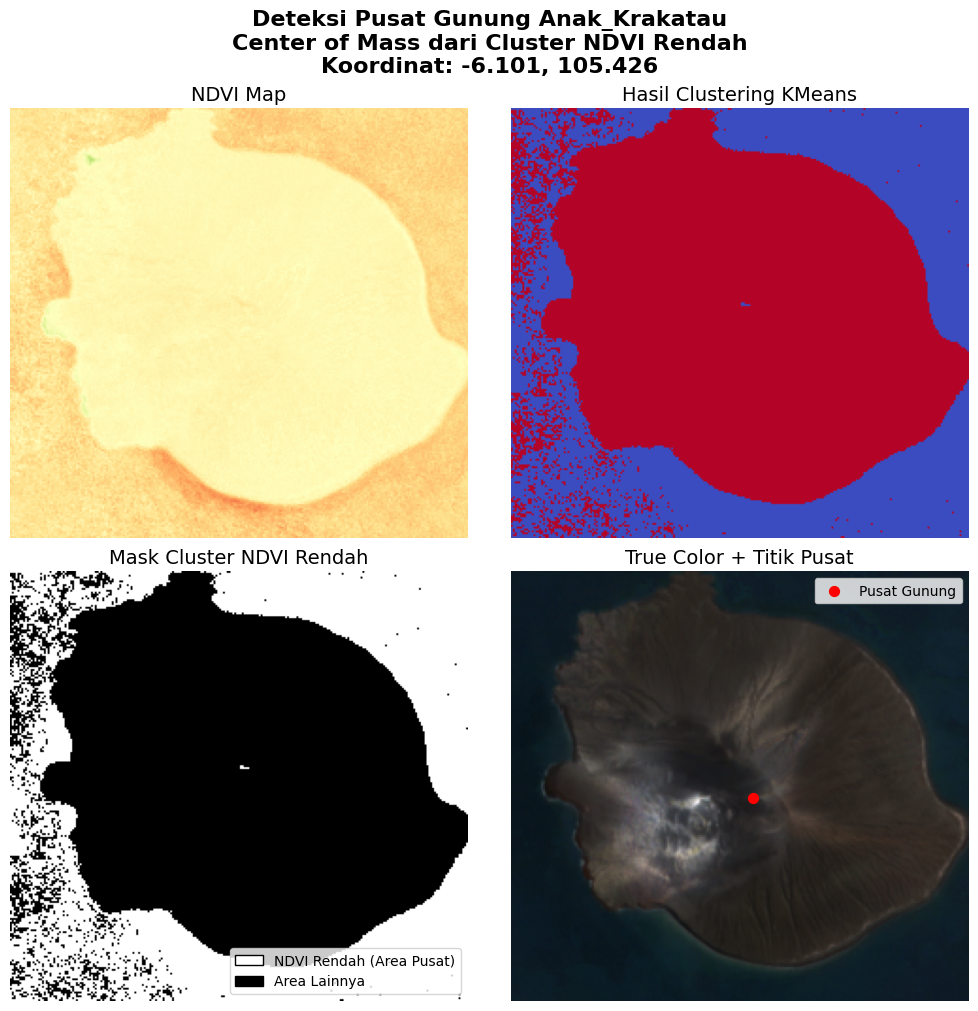 Deteksi Pusat Gunung Anak_Krakatau
Center of Mass dari Cluster NDVI Rendah
Koordinat: -6.101, 105.426
NDVI Map
Hasil Clustering KMeans
Mask Cluster NDVI Rendah
NDVI Rendah (Area Pusat)
Area Lainnya
True Color + Titik Pusat
Pusat Gunung